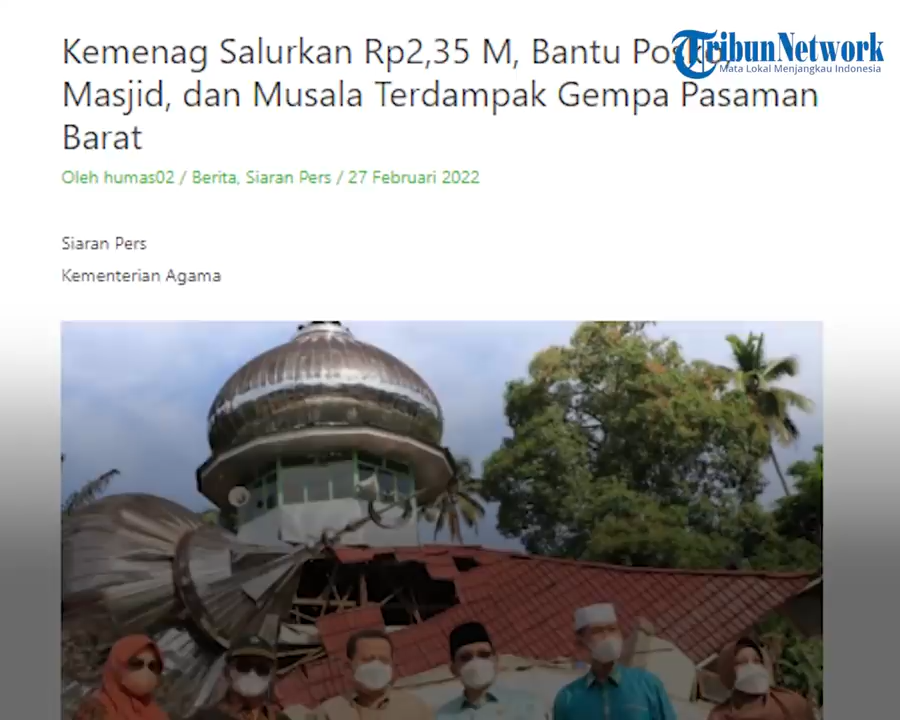 Kemenag Salurkan Rp2,35 M, Bantu Posko,
Masjid, dan Musala Terdampak Gempa Pasaman
Barat
Oleh humas02 / Berita, Siaran Pers / 27 Februari 2022
Siaran Pers
Kementerian Agama
TribunNetwork
Mata Lokal Menjangkau Indonesia